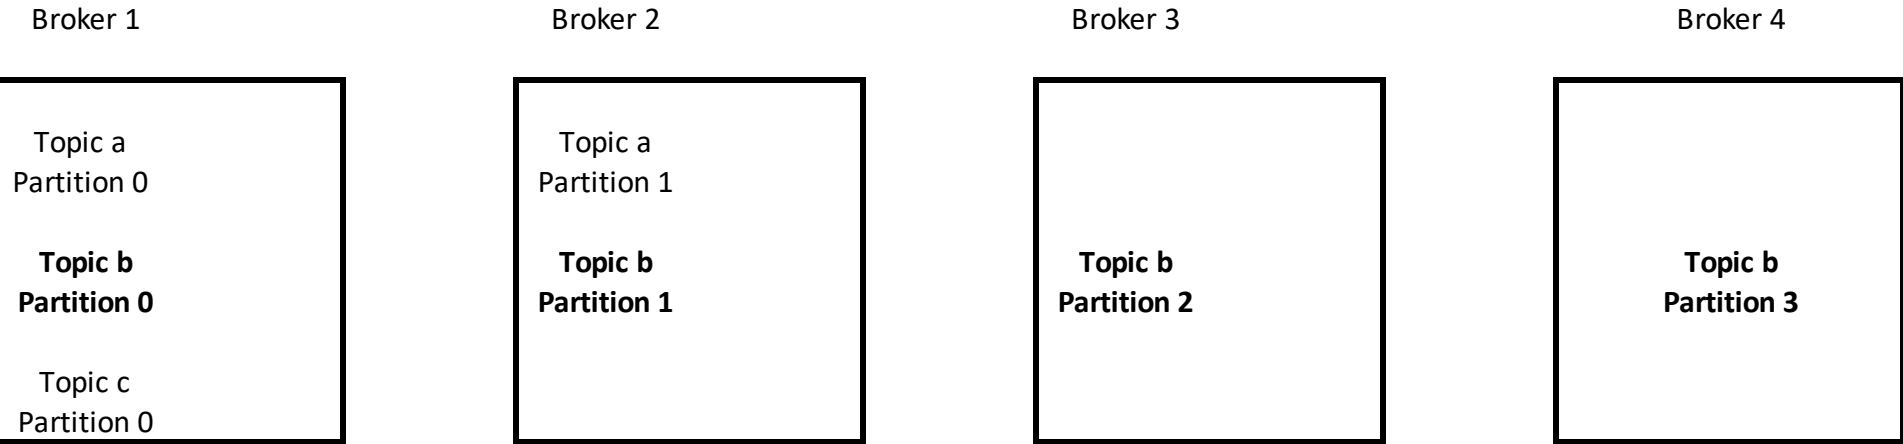 Broker 1
Broker 2
Broker 3
Broker 4
Topic a
Partition 0
Topic b
Partition 0
Topic c
Partition 0
Topic a
Partition 1
Topic b
Partition 1
Topic b
Partition 2
Topic b
Partition 3